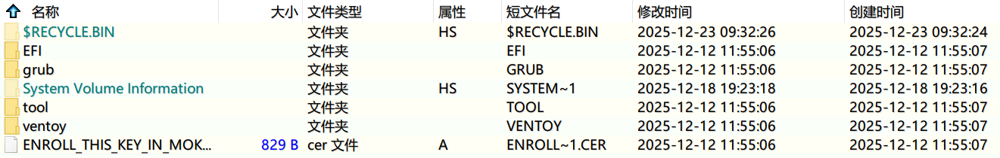 名称 大小 文件类型 属性 短文件名 修改时间 创建时间
$RECYCLE.BIN 文件夹 HS $RECYCLE.BIN 2025-12-23 09:32:26 2025-12-23 09:32:24
EFI 文件夹 EFI 2025-12-12 11:55:06 2025-12-12 11:55:07
grub 文件夹 GRUB 2025-12-12 11:55:06 2025-12-12 11:55:07
System Volume Information 文件夹 HS SYSTEM~1 2025-12-18 19:23:18 2025-12-18 19:23:16
tool 文件夹 TOOL 2025-12-12 11:55:06 2025-12-12 11:55:07
ventoy 文件夹 VENTOY 2025-12-12 11:55:06 2025-12-12 11:55:07
ENROLL_THIS_KEY_IN_MOK... 829 B cer 文件 A ENROLL~1.CER 2025-12-12 11:55:06 2025-12-12 11:55:07